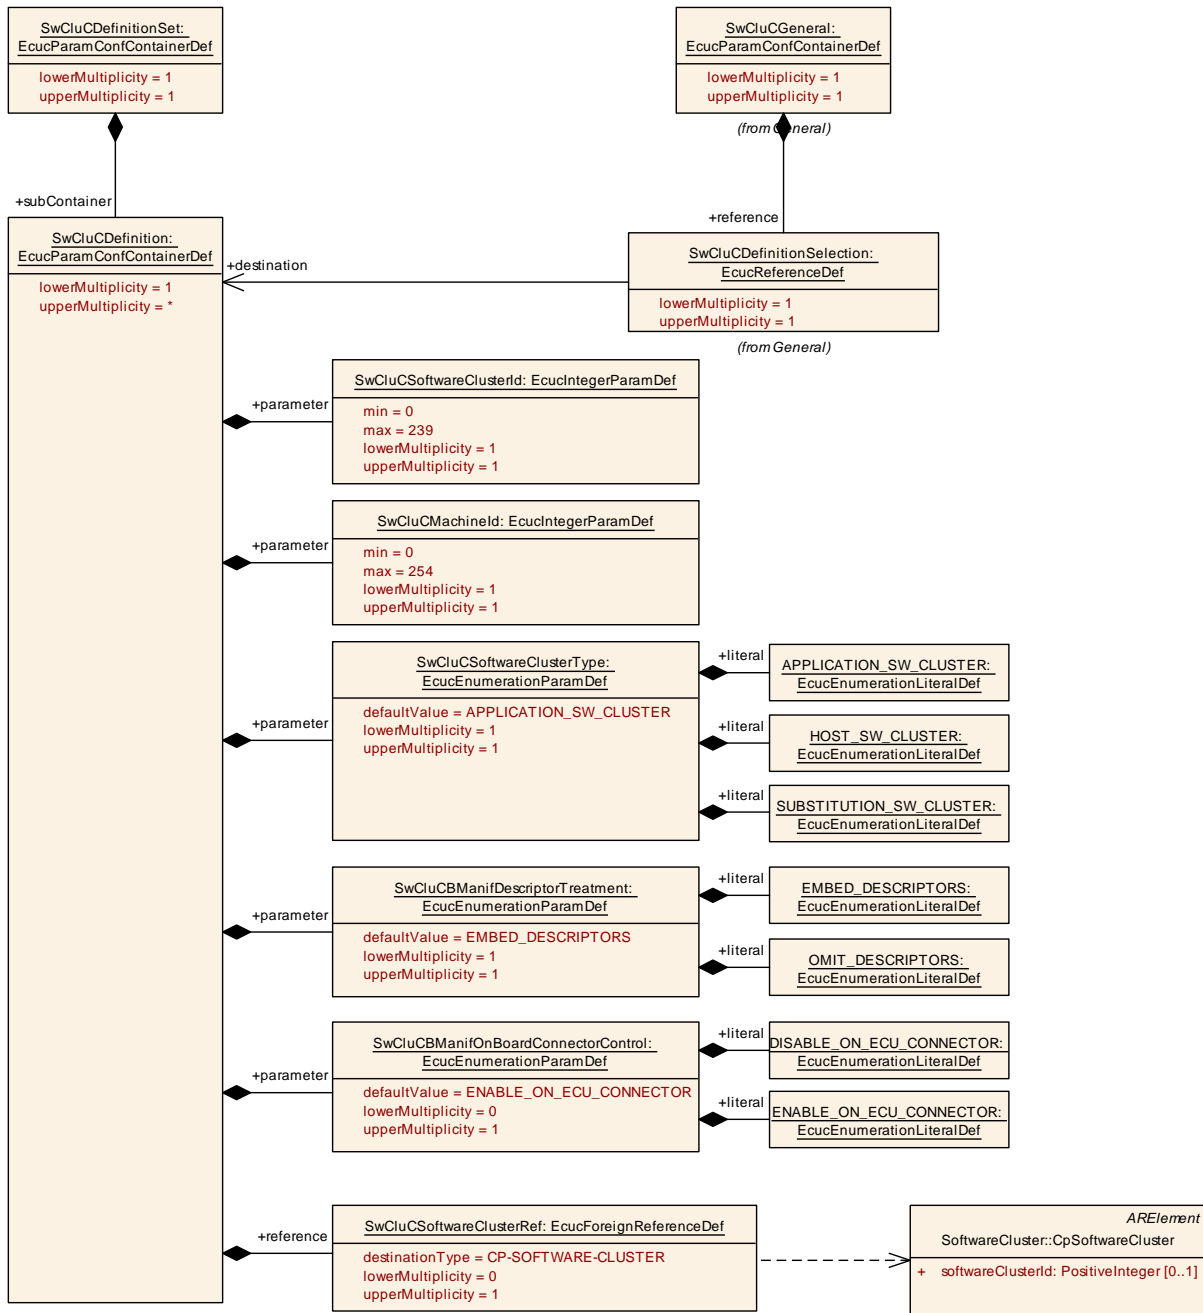 SwCluCDefinitionSet:
EcucParamConfContainerDef
lowerMultiplicity = 1
upperMultiplicity = 1
SwCluCGeneral:
EcucParamConfContainerDef
lowerMultiplicity = 1
upperMultiplicity = 1
(from General)
+subContainer
+reference
SwCluCDefinition:
EcucParamConfContainerDef
lowerMultiplicity = 1
upperMultiplicity = *
+destination
SwCluCDefinitionSelection:
EcucReferenceDef
lowerMultiplicity = 1
upperMultiplicity = 1
(from General)
+parameter
SwCluCSoftwareClusterId: EcucIntegerParamDef
min = 0
max = 239
lowerMultiplicity = 1
upperMultiplicity = 1
+parameter
SwCluCMachineId: EcucIntegerParamDef
min = 0
max = 254
lowerMultiplicity = 1
upperMultiplicity = 1
+parameter
SwCluCSoftwareClusterType:
EcucEnumerationParamDef
defaultValue = APPLICATION_SW_CLUSTER
lowerMultiplicity = 1
upperMultiplicity = 1
+literal
APPLICATION_SW_CLUSTER:
EcucEnumerationLiteralDef
+literal
HOST_SW_CLUSTER:
EcucEnumerationLiteralDef
+literal
SUBSTITUTION_SW_CLUSTER:
EcucEnumerationLiteralDef
+parameter
SwCluCBManifDescriptorTreatment:
EcucEnumerationParamDef
defaultValue = EMBED_DESCRIPTORS
lowerMultiplicity = 1
upperMultiplicity = 1
+literal
EMBED_DESCRIPTORS:
EcucEnumerationLiteralDef
+literal
OMIT_DESCRIPTORS:
EcucEnumerationLiteralDef
+parameter
SwCluCBManifOnBoardConnectorControl:
EcucEnumerationParamDef
defaultValue = ENABLE_ON_ECU_CONNECTOR
lowerMultiplicity = 0
upperMultiplicity = 1
+literal
DISABLE_ON_ECU_CONNECTOR:
EcucEnumerationLiteralDef
+literal
ENABLE_ON_ECU_CONNECTOR:
EcucEnumerationLiteralDef
+reference
SwCluCSoftwareClusterRef: EcucForeignReferenceDef
destinationType = CP-SOFTWARE-CLUSTER
lowerMultiplicity = 0
upperMultiplicity = 1
ARElement
SoftwareCluster::CpSoftwareCluster
+ softwareClusterId: PositiveInteger [0..1]